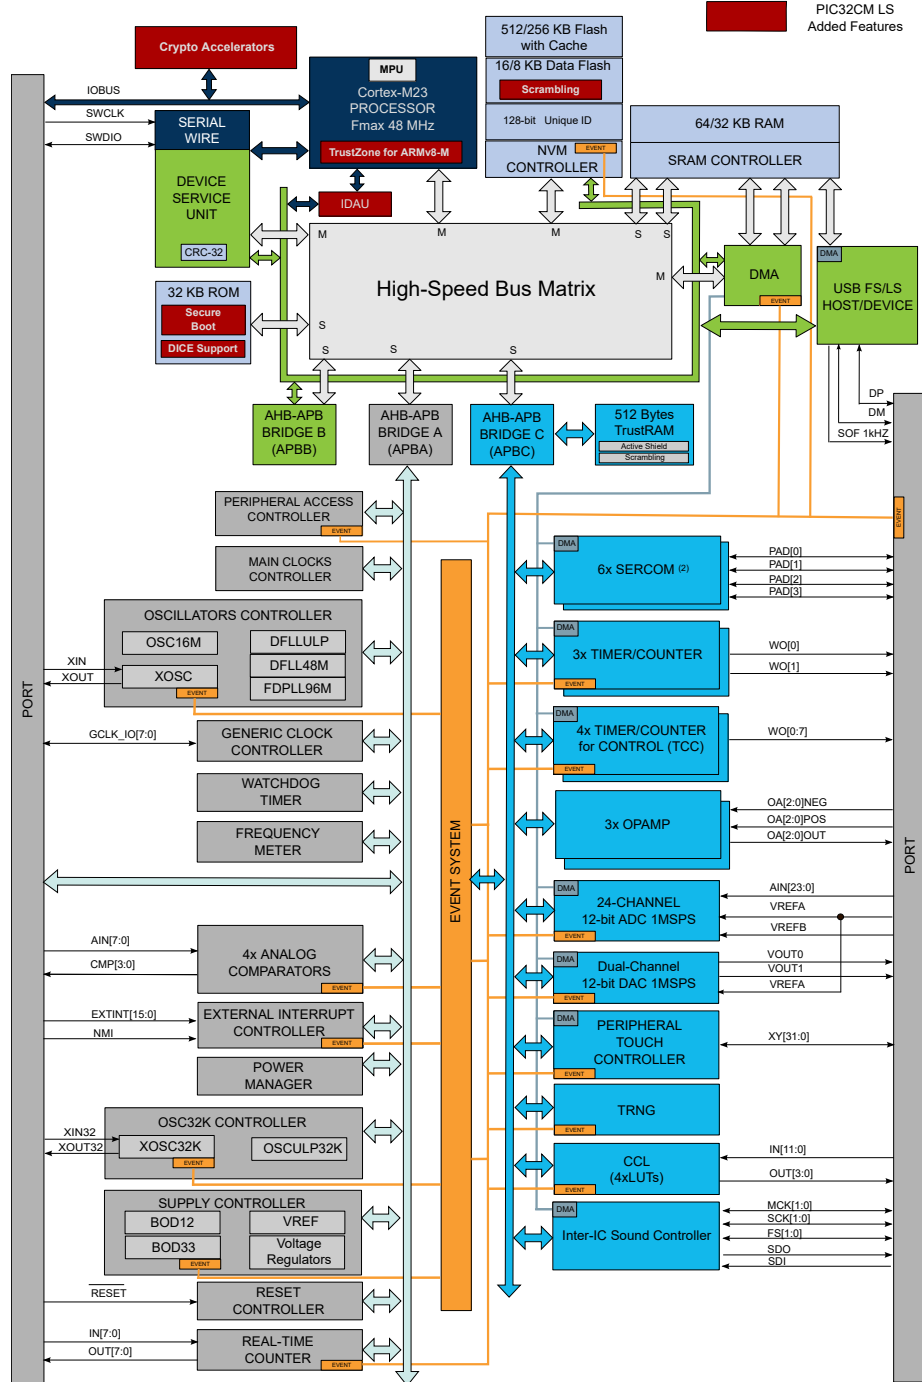 PIC32CM LS
Added Features
512/256 KB Flash
with Cache
Crypto Accelerators
16/8 KB Data Flash
MPU
Scrambling
IOBUS
Cortex-M23
PROCESSOR
Fmax 48 MHz
SWCLK
SERIAL
WIRE
128-bit Unique ID
64/32 KB RAM
SWDIO
TrustZone for ARMv8-M
EVENT
NVM
CONTROLLER
SRAM CONTROLLER
DEVICE
SERVICE
UNIT
IDAU
CRC-32
M
M
M
S
S
M
S
S
S
S
High-Speed Bus Matrix
DMA
EVENT
DMA
USB FS/LS
HOST/DEVICE
32 KB ROM
Secure
Boot
DICE Support
DP
DM
SOF 1kHZ
AHB-APB
BRIDGE B
(APBB)
AHB-APB
BRIDGE A
(APBA)
AHB-APB
BRIDGE C
(APBC)
512 Bytes
TrustRAM
Active Shield
Scrambling
PERIPHERAL ACCESS
CONTROLLER
EVENT
EVENT
MAIN CLOCKS
CONTROLLER
DMA
6x SERCOM (2)
PAD[0]
PAD[1]
PAD[2]
PAD[3]
OSCILLATORS CONTROLLER
OSC16M
DFLLULP
DFLL48M
FDPLL96M
XOSC
EVENT
XIN
XOUT
DMA
3x TIMER/COUNTER
EVENT
WO[0]
WO[1]
PORT
GCLK_IO[7:0]
GENERIC CLOCK
CONTROLLER
DMA
4x TIMER/COUNTER
for CONTROL (TCC)
EVENT
WO[0:7]
WATCHDOG
TIMER
FREQUENCY
METER
EVENT SYSTEM
3x OPAMP
OA[2:0]NEG
OA[2:0]POS
OA[2:0]OUT
PORT
DMA
24-CHANNEL
12-bit ADC 1MSPS
EVENT
AIN[23:0]
VREFA
VREFB
AIN[7:0]
CMP[3:0]
4x ANALOG
COMPARATORS
EVENT
DMA
Dual-Channel
12-bit DAC 1MSPS
EVENT
VOUT0
VOUT1
VREFA
EXTINT[15:0]
NMI
EXTERNAL INTERRUPT
CONTROLLER
EVENT
DMA
PERIPHERAL
TOUCH
CONTROLLER
EVENT
XY[31:0]
POWER
MANAGER
TRNG
OSC32K CONTROLLER
XOSC32K
OSCULP32K
EVENT
XIN32
XOUT32
CCL
(4xLUTs)
EVENT
IN[11:0]
OUT[3:0]
SUPPLY CONTROLLER
BOD12
VREF
BOD33
Voltage
Regulators
EVENT
DMA
Inter-IC Sound Controller
MCK[1:0]
SCK[1:0]
FS[1:0]
SDO
SDI
RESET
RESET
CONTROLLER
IN[7:0]
OUT[7:0]
REAL-TIME
COUNTER
EVENT